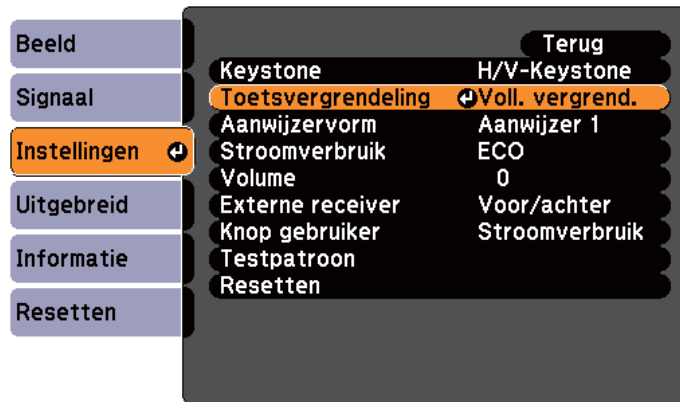 Beeld
Signaal
Instellingen
Uitgebreid
Informatie
Resetten
Terug
Keystone H/V-Keystone
Toetsvergrendeling Voll. vergrend.
Aanwijzervorm Aanwijzer 1
Stroomverbruik ECO
Volume 0
Externe receiver Voor/achter
Knop gebruiker Stroomverbruik
Testpatroon
Resetten